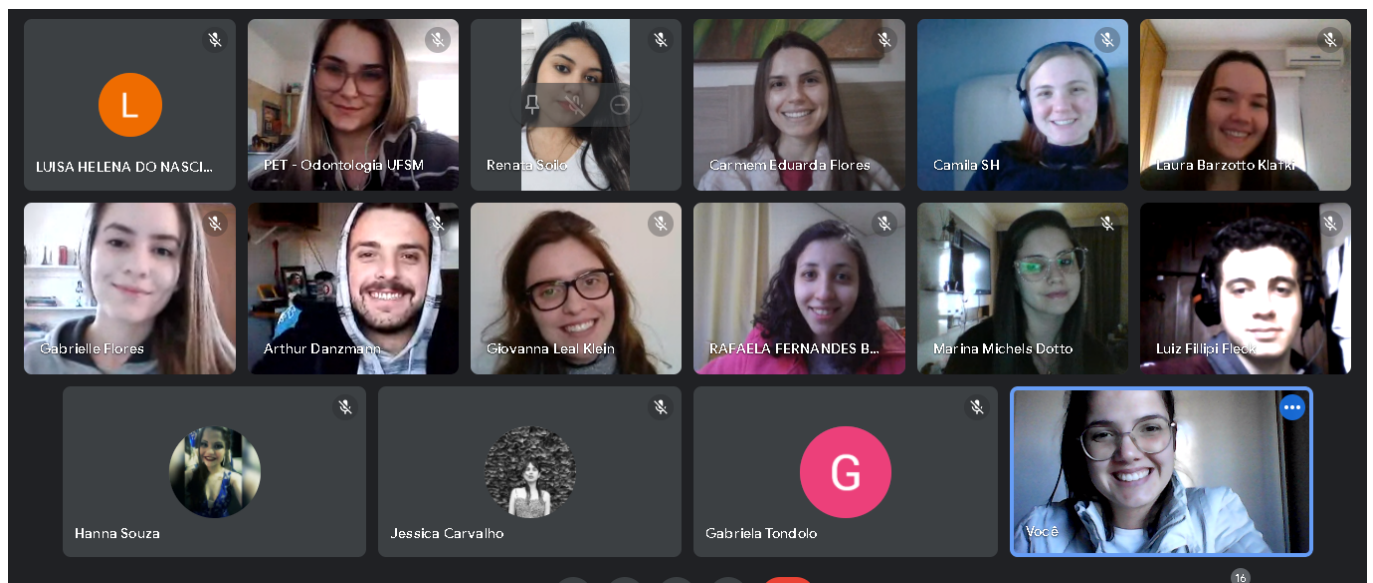 L
LUISA HELENA DO NASCI...
PET - Odontologia UFSM
Renata Soilo
Carmem Eduarda Flores
Camila SH
Laura Barzotto Klafki
Gabrielle Flores
Arthur Danzmann
Giovanna Leal Klein
RAFAELA FERNANDES B...
Marina Michels Dotto
Luiz Fillipi Fleck
Hanna Souza
Jessica Carvalho
G
Gabriela Tondolo
Você
16